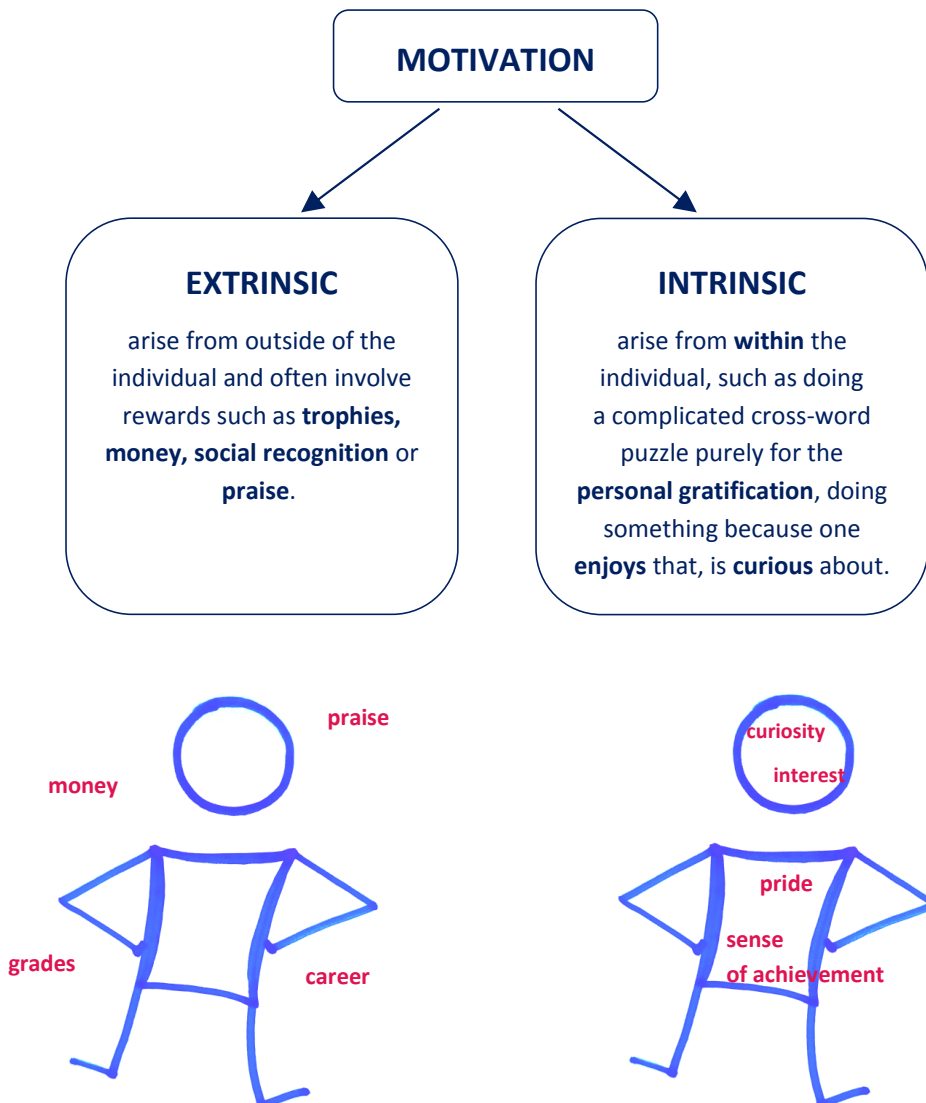 MOTIVATION
EXTRINSIC
arise from outside of the
individual and often involve
rewards such as trophies,
money, social recognition or
praise.
INTRINSIC
arise from within the
individual, such as doing
a complicated cross-word
puzzle purely for the
personal gratification, doing
something because one
enjoys that, is curious about.
praise
money
grades
career
curiosity
interest
pride
sense
of achievement